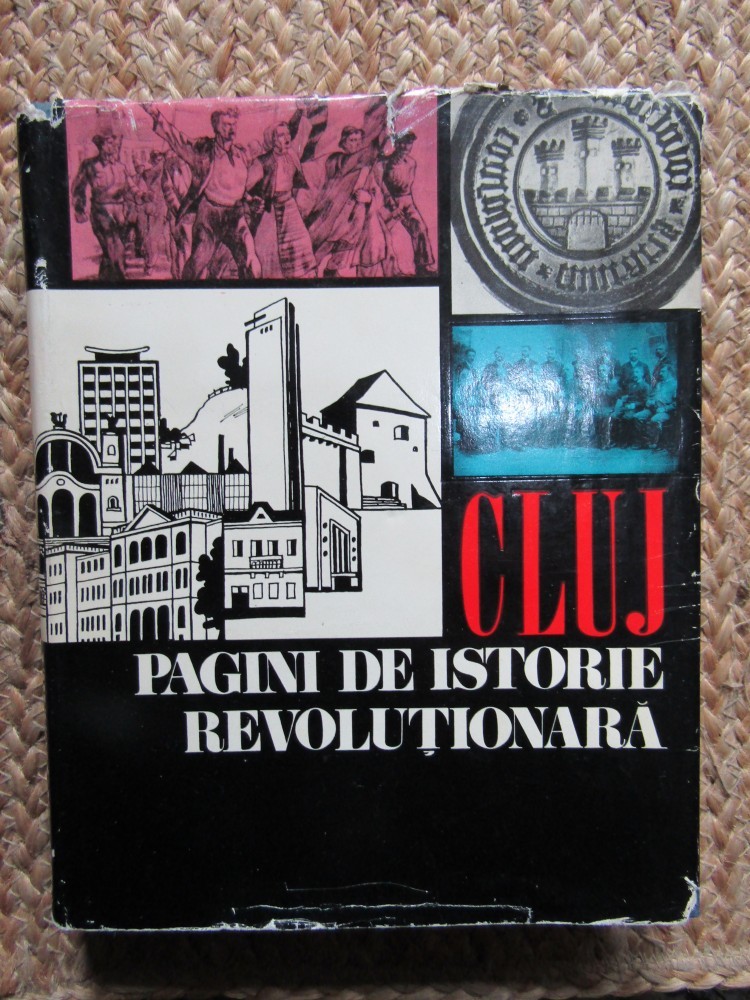 CLUJ
PAGINI DE ISTORIE
REVOLUȚIONARĂ